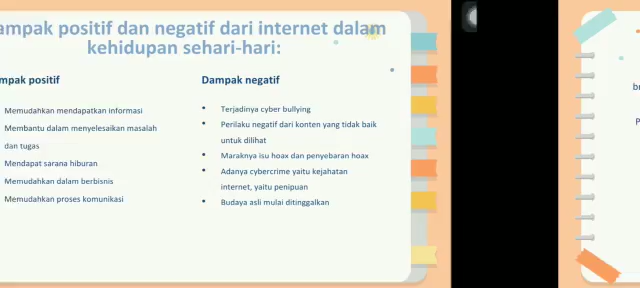 ampak positif dan negatif dari internet dalam
kehidupan sehari-hari:
mpak positif
Memudahkan mendapatkan informasi
Membantu dalam menyelesaikan masalah
dan tugas
Mendapat sarana hiburan
Memudahkan dalam berbisnis
Memudahkan proses komunikasi
Dampak negatif
• Terjadinya cyber bullying
• Perilaku negatif dari konten yang tidak baik
untuk dilihat
• Maraknya isu hoax dan penyebaran hoax
• Adanya cybercrime yaitu kejahatan
internet, yaitu penipuan
• Budaya asli mulai ditinggalkan